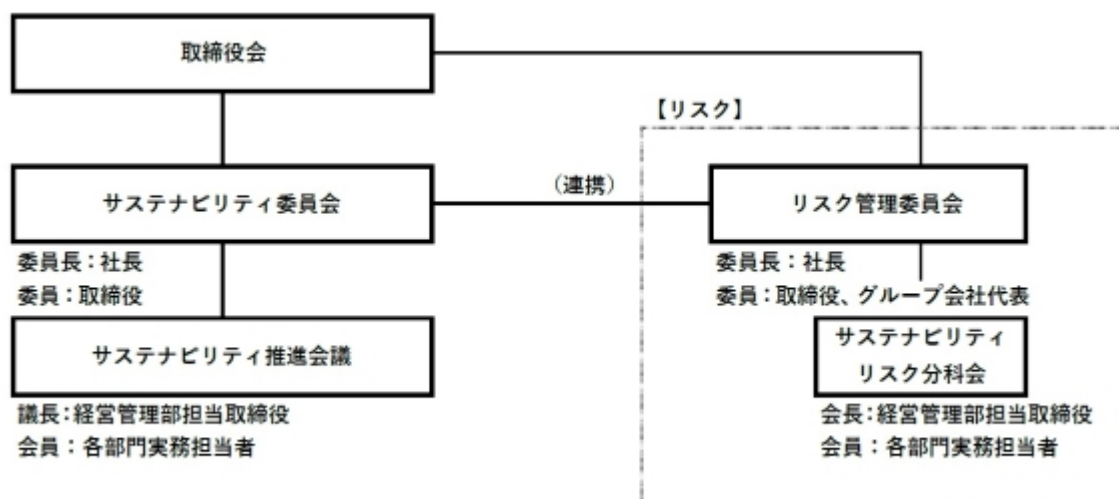 取締役会
【リスク】
サステナビリティ委員会
（連携）
リスク管理委員会
委員長：社長
委員：取締役
委員長：社長
委員：取締役、グループ会社代表
サステナビリティ推進会議
サステナビリティ
リスク分科会
議長：経営管理部担当取締役
会員：各部門実務担当者
会長：経営管理部担当取締役
会員：各部門実務担当者